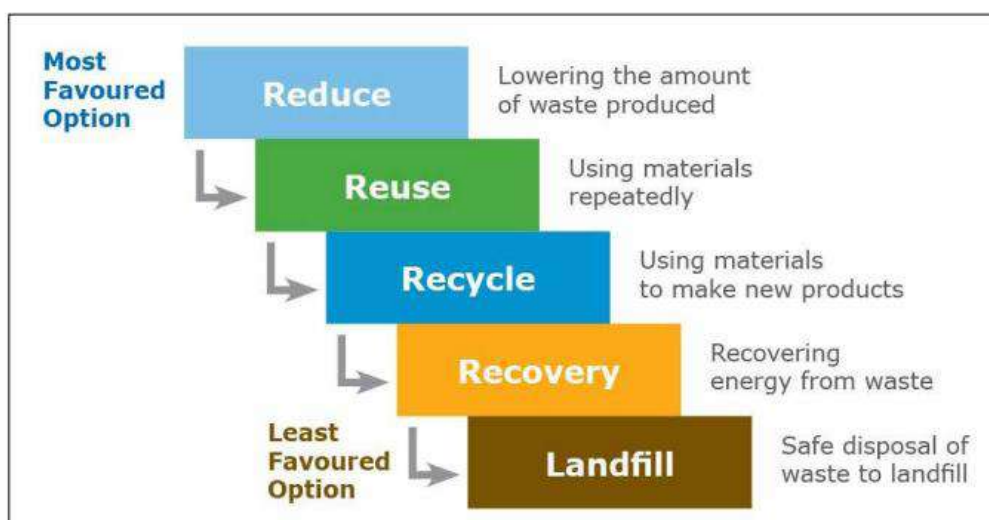 Most
Favoured
Option
Reduce
Lowering the amount
of waste produced
Reuse
Using materials
repeatedly
Recycle
Using materials
to make new products
Recovery
Recovering
energy from waste
Least
Favoured
Option
Landfill
Safe disposal of
waste to landfill